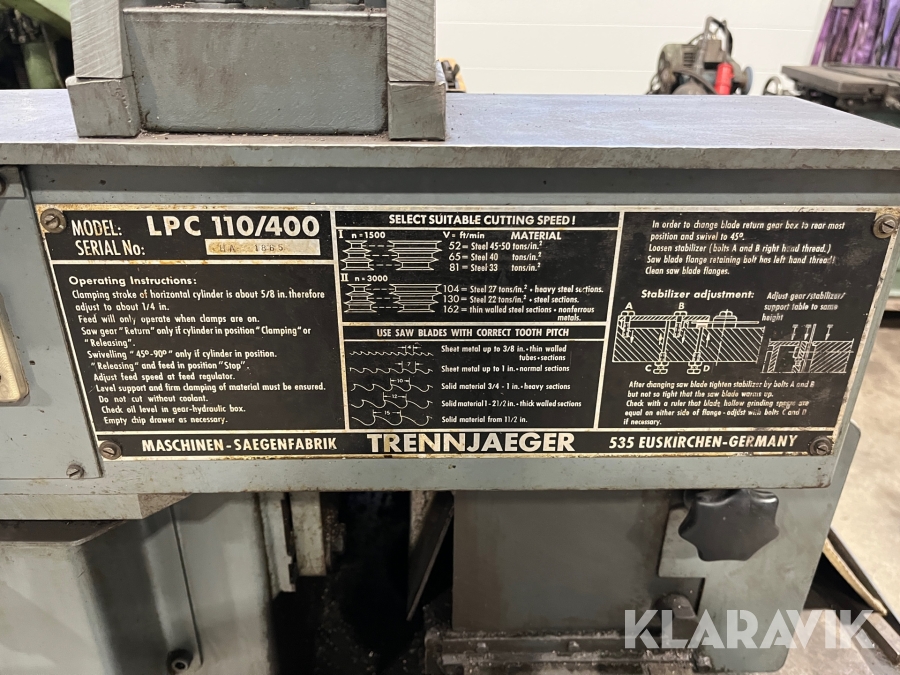 MODEL: LPC 110/400
SERIAL No: HA 1885
Operating Instructions:
Clamping stroke of horizontal cylinder is about 5/8 in. therefore
adjust to about 1/4 in.
Feed will only operate when clamps are on.
Saw gear "Return" only if cylinder in position "Clamping" or
"Releasing".
Swivelling "45°-90°" only if cylinder in position.
"Releasing" and feed in position "Stop".
Adjust feed speed at feed regulator.
Level support and firm clamping of material must be ensured.
Do not cut without coolant.
Check oil level in gear-hydraulic box.
Empty chip drawer as necessary.
SELECT SUITABLE CUTTING SPEED!
I n = 1500 V = ft/min MATERIAL
52 = Steel 45-50 tons/in.²
65 = Steel 40 tons/in.²
81 = Steel 33 tons/in.²
II n = 3000
104 = Steel 27 tons/in.² • heavy steel sections.
130 = Steel 22 tons/in.² • steel sections.
162 = thin walled steel sections • nonferrous
metals.
USE SAW BLADES WITH CORRECT TOOTH PITCH
4 Sheet metal up to 3/8 in. • thin walled
tubes • sections
7 Sheet metal up to 1 in. • normal sections
10 Solid material 3/4 - 1 in. • heavy sections
12 Solid material 1 - 2 1/2 in. • thick walled sections
15 Solid material from 1 1/2 in.
In order to change blade return gear box to rear most
position and swivel to 45°.
Loosen stabilizer (bolts A and B right hand thread.)
Saw blade flange retaining bolt has left hand thread!
Clean saw blade flanges.
Stabilizer adjustment:
Adjust gear/stabilizer/
support table to same
height
A B
C D
After changing saw blade tighten stabilizer by bolts A and B
but not so tight that the saw blade warms up.
Check with a ruler that blade hollow grinding space are
equal on either side of flange - adjust with bolts C and D
if necessary.
MASCHINEN-SAEGENFABRIK TRENNJAEGER 535 EUSKIRCHEN-GERMANY
KLARAVIK